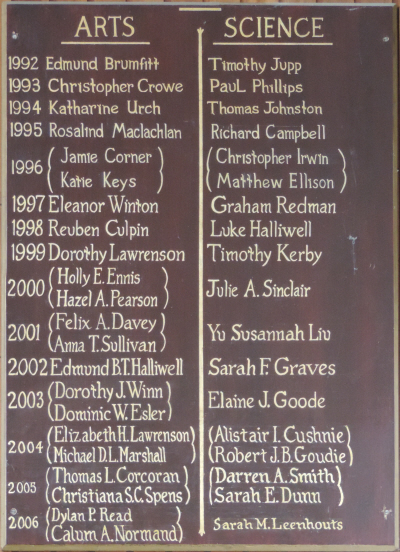 ARTS SCIENCE
1992 Edmund Brumfitt Timothy Jupp
1993 Christopher Crowe Paul Phillips
1994 Katharine Urch Thomas Johnston
1995 Rosalind Maclachlan Richard Campbell
1996 (Jamie Corner) (Christopher Irwin)
(Katie Keys) (Matthew Ellison)
1997 Eleanor Winton Graham Redman
1998 Reuben Culpin Luke Halliwell
1999 Dorothy Lawrenson Timothy Kerby
2000 (Holly E. Ennis) Julie A. Sinclair
(Hazel A. Pearson)
2001 (Felix A. Davey) Yu Susannah Liu
(Anna T. Sullivan)
2002 Edmund B.T. Halliwell Sarah F. Graves
2003 (Dorothy J. Winn) Elaine J. Goode
(Dominic W. Esler)
2004 (Elizabeth H. Lawrenson) (Alistair I. Cushnie)
(Michael D.L. Marshall) (Robert J.B. Goudie)
2005 (Thomas L. Corcoran) (Darren A. Smith)
(Christiana S.C. Spens) (Sarah E. Dunn)
2006 (Dylan P. Read) Sarah M. Leenhouts
(Calum A. Normand)